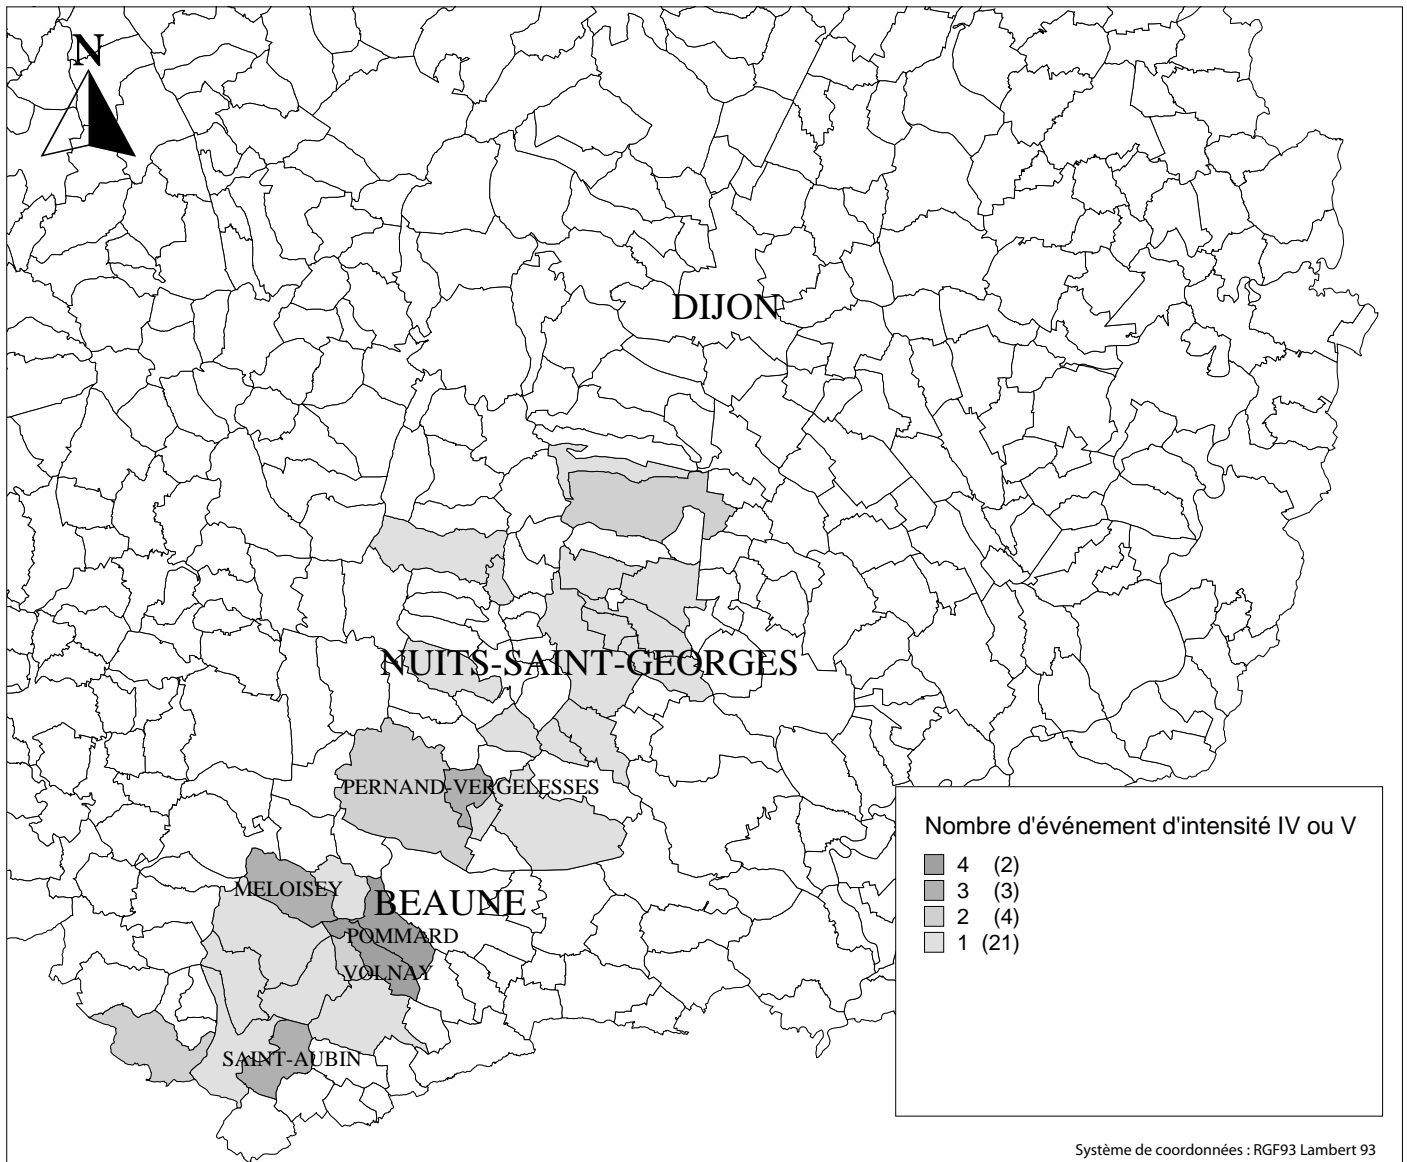 N
DIJON
NUITS-SAINT-GEORGES
PERNAND-VERGELESSES
MELOISEY
BEAUNE
POMMARD
VOLNAY
SAINT-AUBIN
Nombre d'événement d'intensité IV ou V
4 (2)
3 (3)
2 (4)
1 (21)
Système de coordonnées : RGF93 Lambert 93